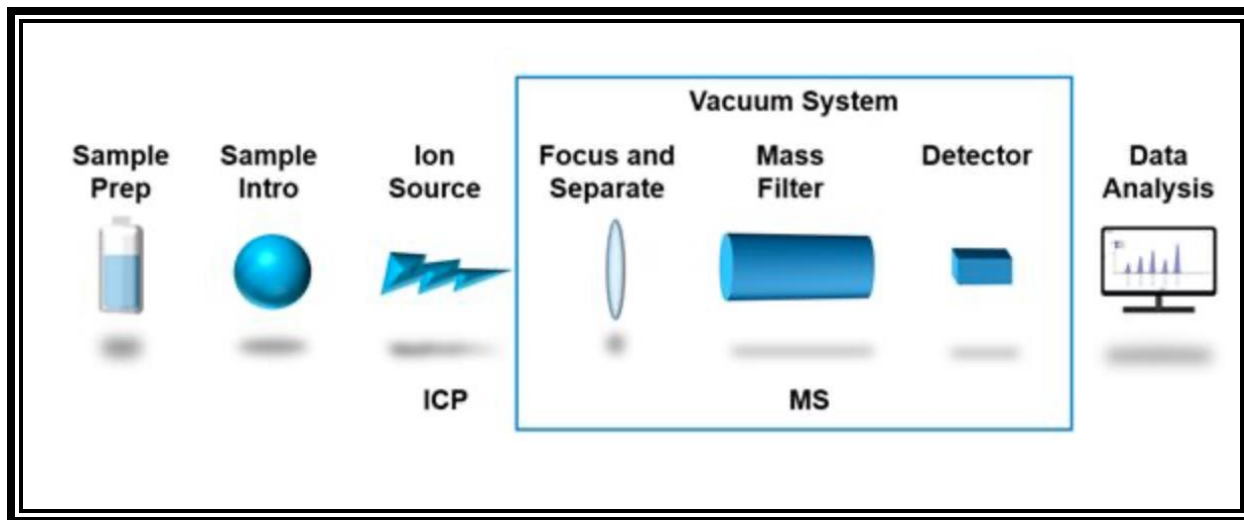 Vacuum System
Sample
Prep
Sample
Intro
Ion
Source
Focus and
Separate
Mass
Filter
Detector
Data
Analysis
ICP
MS